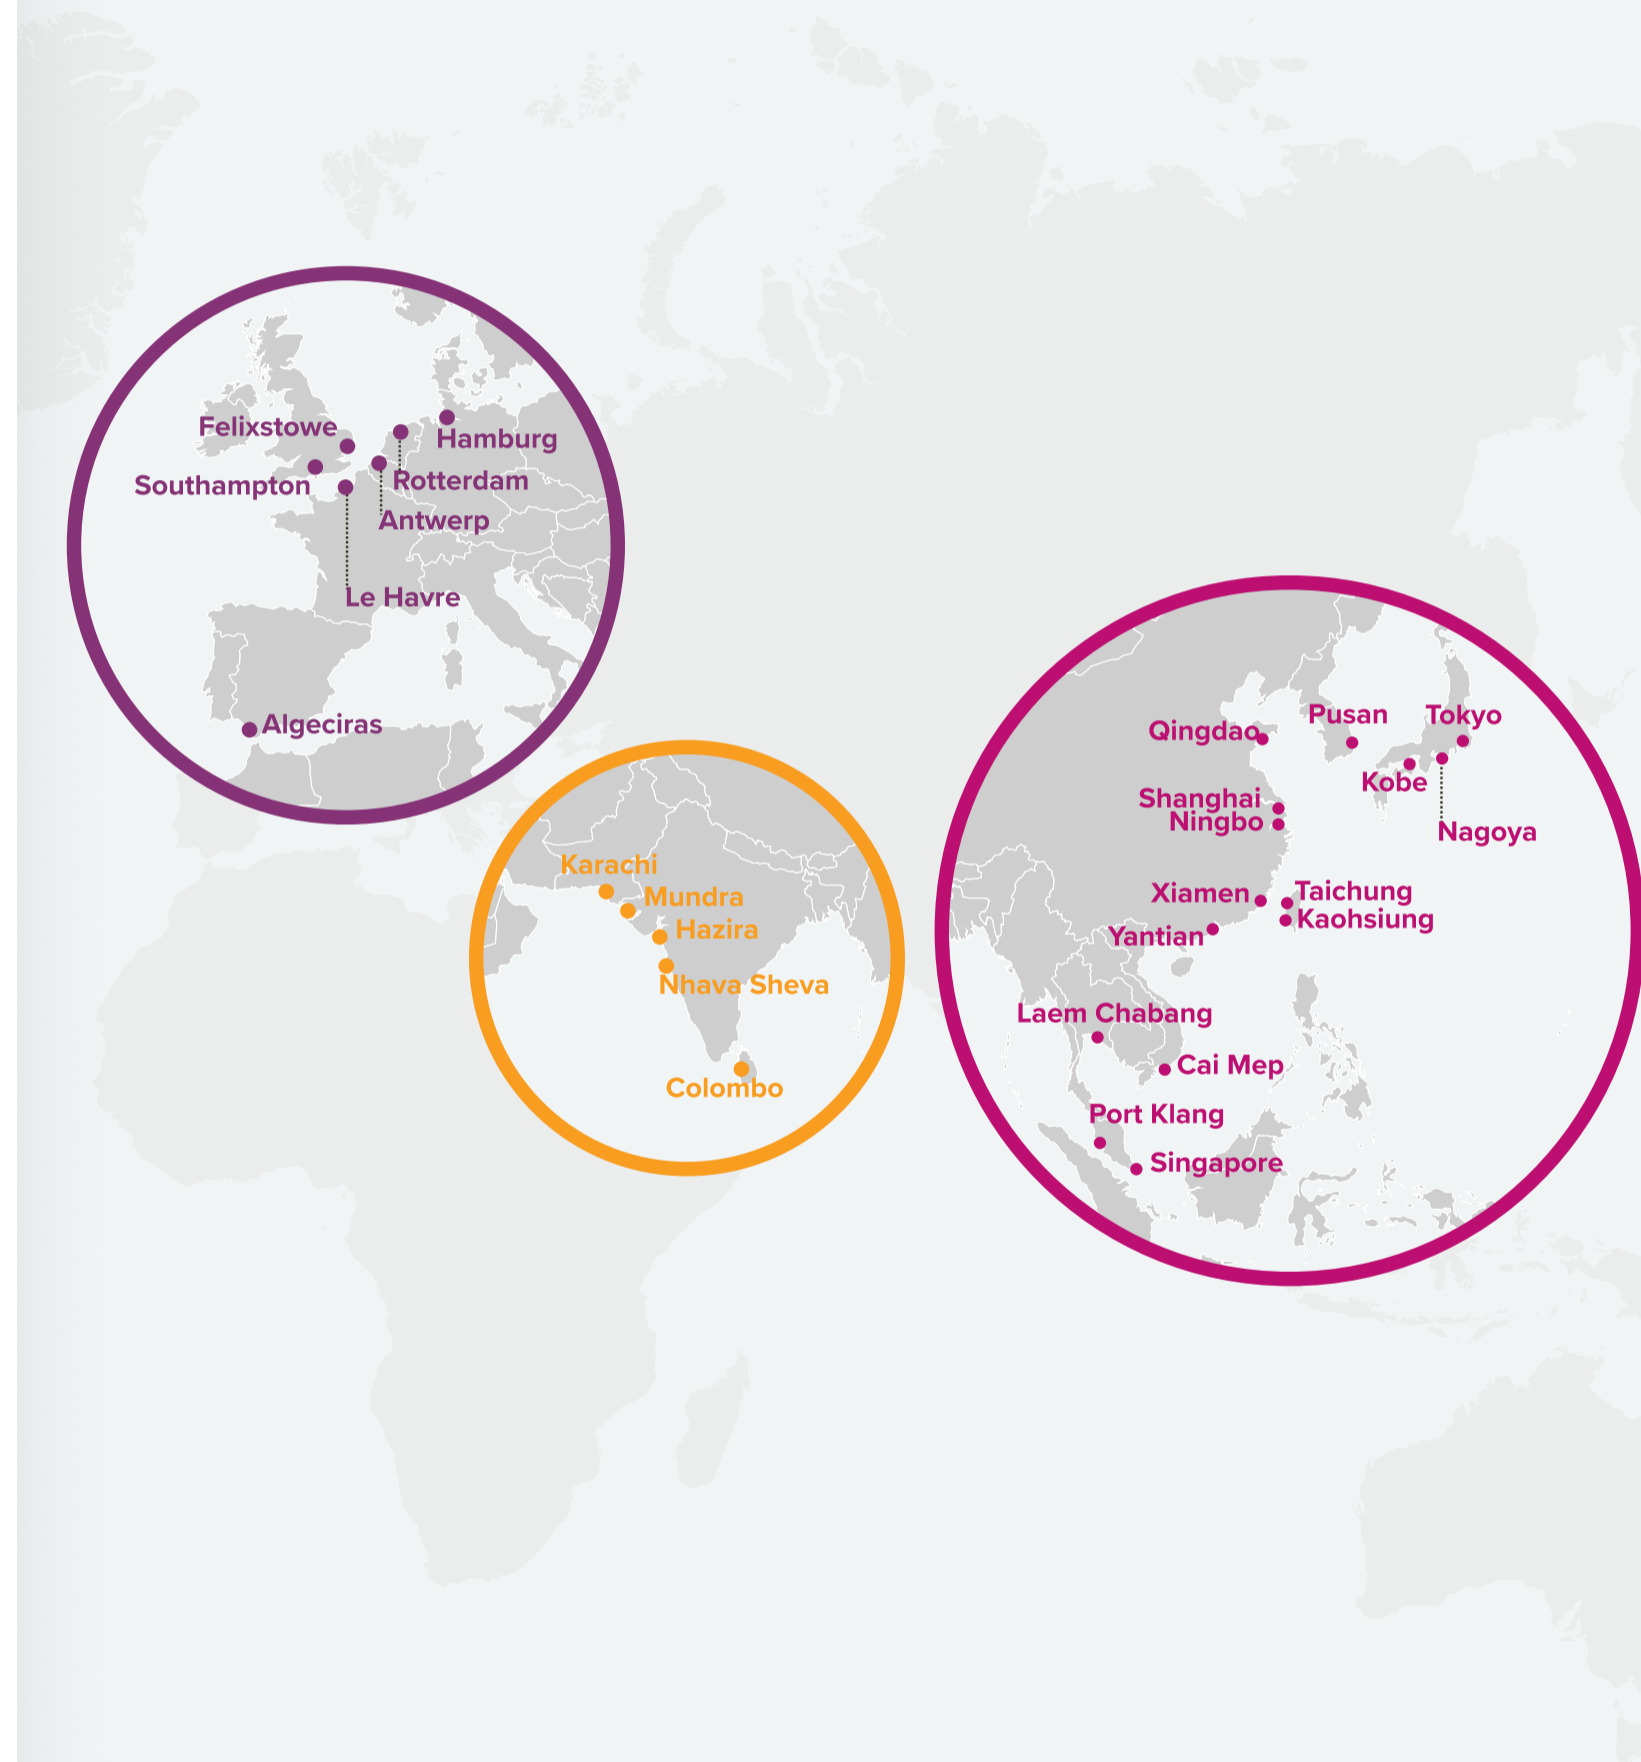 Felixstowe
Hamburg
Rotterdam
Southampton
Antwerp
Le Havre
Algeciras
Karachi
Mundra
Hazira
Nhava Sheva
Colombo
Pusan
Tokyo
Qingdao
Kobe
Shanghai
Ningbo
Nagoya
Xiamen
Taichung
Kaohsiung
Yantian
Laem Chabang
Cai Mep
Port Klang
Singapore